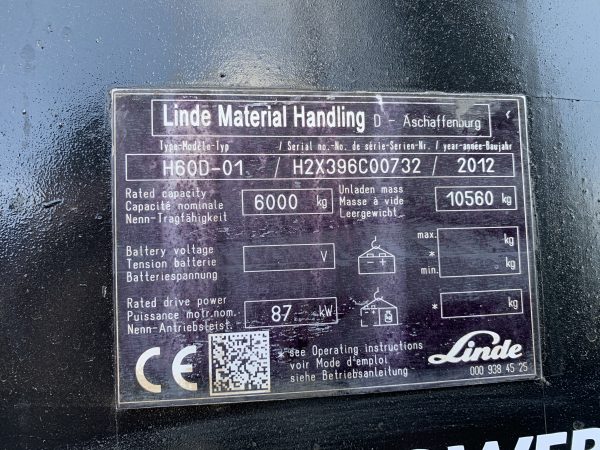 Linde Material Handling D - Aschaffenburg
Type-Modèle-Typ / Serial no.-No. de série-Serien-Nr. / year-année-Baujahr
H60D-01 / H2X396C00732 / 2012
Rated capacity
Capacité nominale
Nenn-Tragfähigkeit
6000 kg
Unladen mass
Masse à vide
Leergewicht
10560 kg
Battery voltage
Tension batterie
Batteriespannung
V
- +
max.
*
min.
kg
kg
Rated drive power
Puissance motr.nom.
Nenn-Antriebsleist.
87 kW
* kg
CE
* see Operating instructions
voir Mode d'emploi
siehe Betriebsanleitung
Linde
000 938 45 25